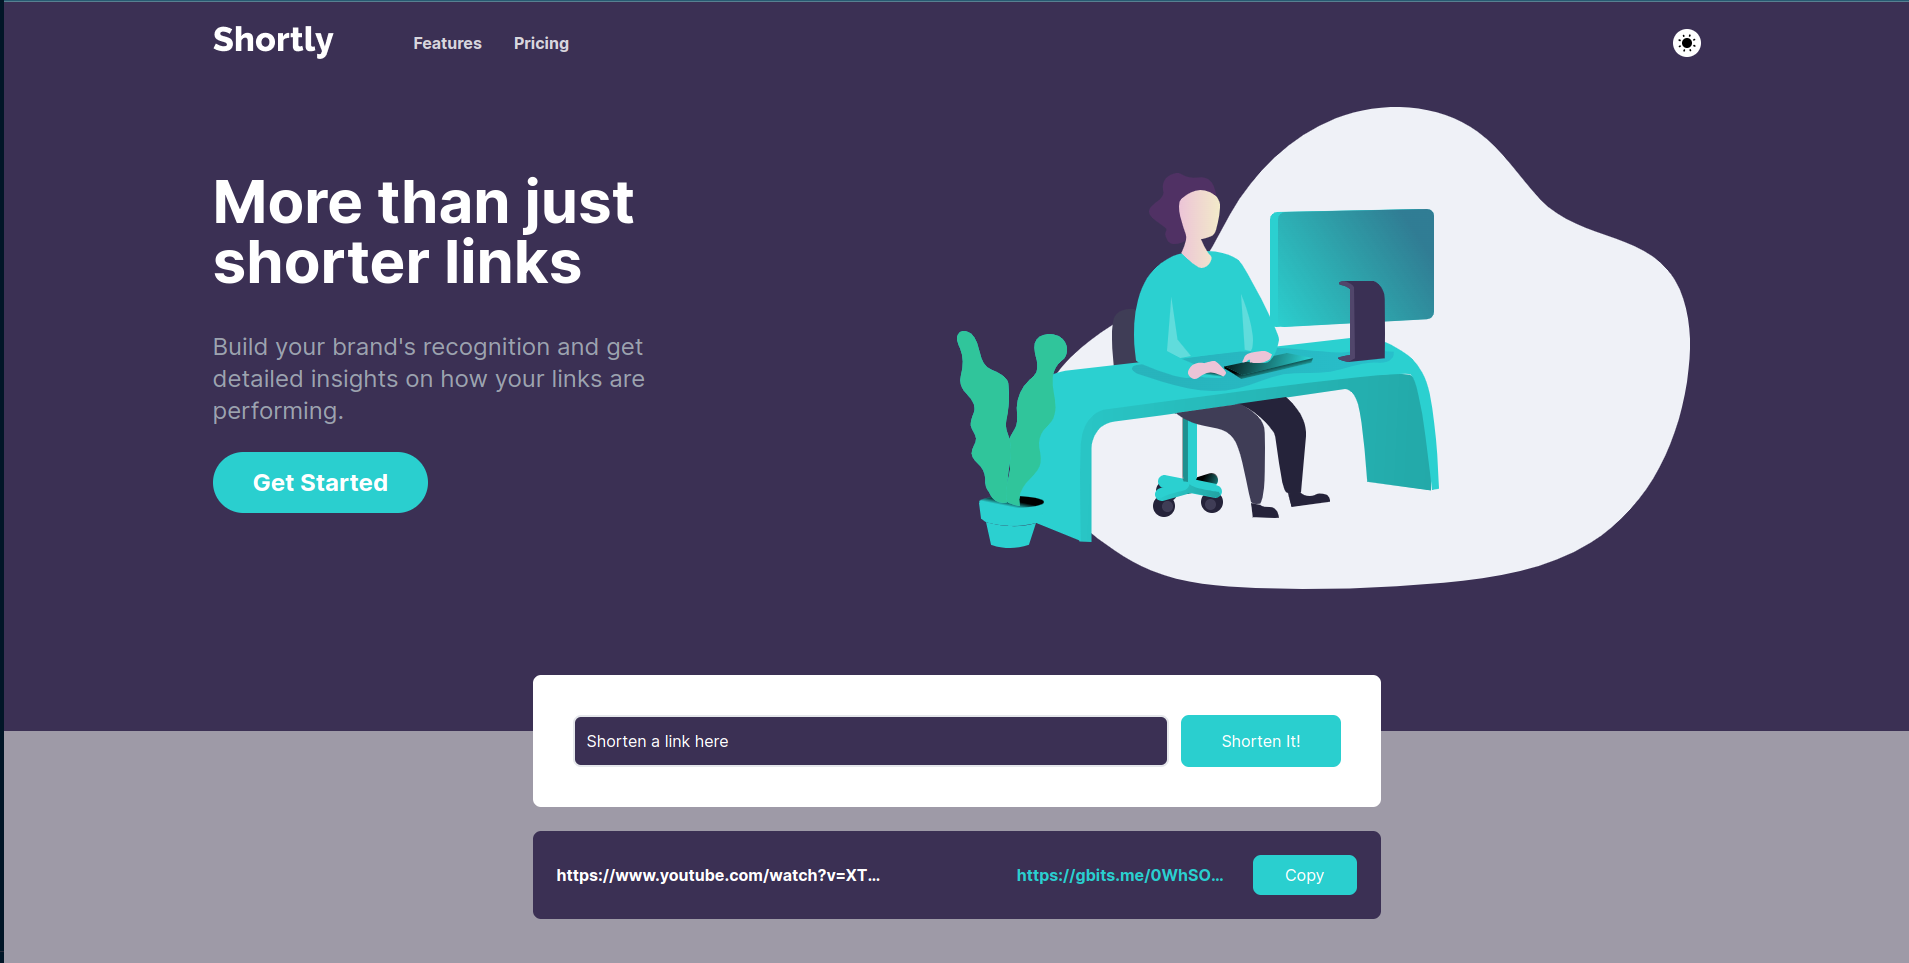 Shortly
Features
Pricing
More than just
shorter links
Build your brand's recognition and get
detailed insights on how your links are
performing.
Get Started
Shorten a link here
Shorten It!
https://www.youtube.com/watch?v=XT...
https://gbits.me/0WhSO...
Copy